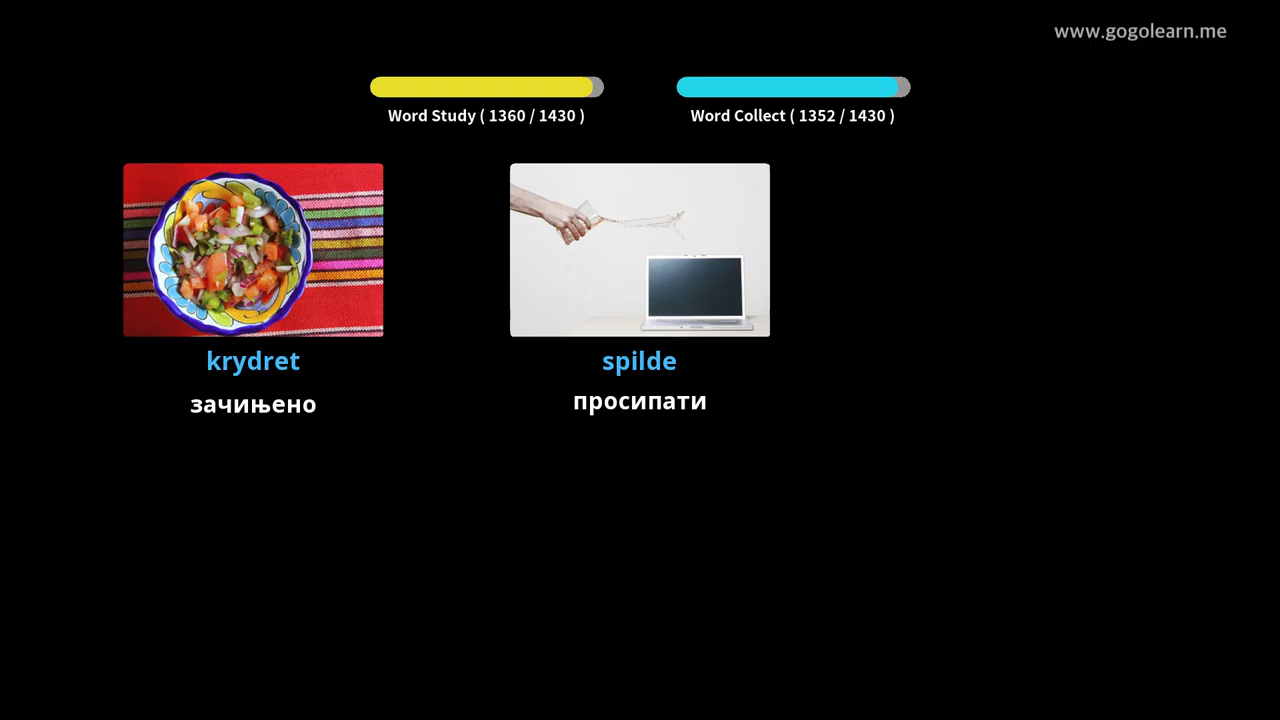 www.gogolearn.me
Word Study ( 1360 / 1430 )
Word Collect ( 1352 / 1430 )
krydret
spilde
зачињено
просипати